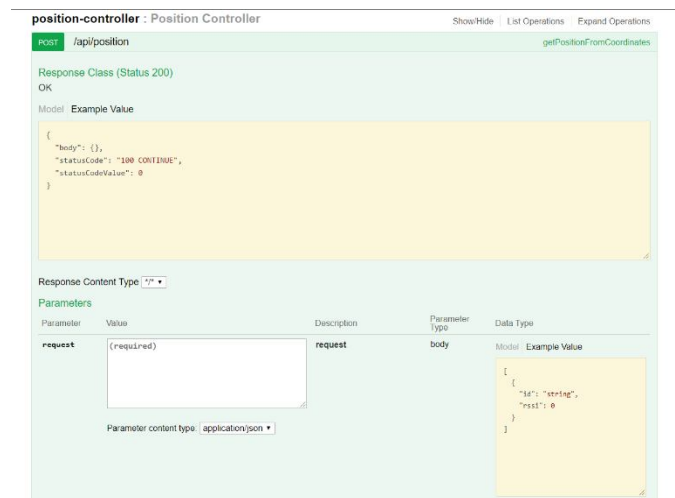 position-controller : Position Controller
Show/Hide List Operations Expand Operations
POST /api/position getPositionFromCoordinates
Response Class (Status 200)
OK
Model Example Value
{
"body": {},
"statusCode": "100 CONTINUE",
"statusCodeValue": 0
}
Response Content Type */*
Parameters
Parameter Value Description Parameter Type Data Type
request (required) request body Model Example Value
[
{
"id": "string",
"rssi": 0
}
]
Parameter content type: application/json